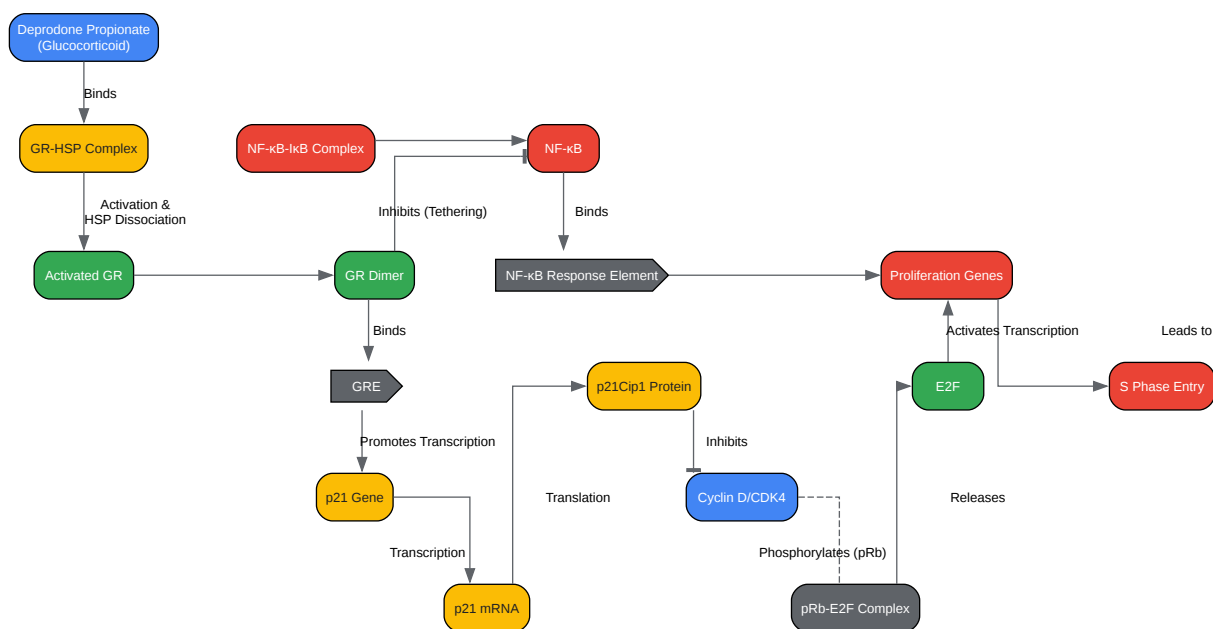 Deprodone Propionate
(Glucocorticoid)
Binds
GR-HSP Complex
NF-κB-IκB Complex
NF-κB
Activation &
HSP Dissociation
Inhibits (Tethering)
Binds
Activated GR
GR Dimer
NF-κB Response Element
Proliferation Genes
Binds
Activates Transcription
Leads to
GRE
p21Cip1 Protein
E2F
S Phase Entry
Promotes Transcription
Inhibits
p21 Gene
Translation
Cyclin D/CDK4
Releases
Transcription
Phosphorylates (pRb)
p21 mRNA
pRb-E2F Complex